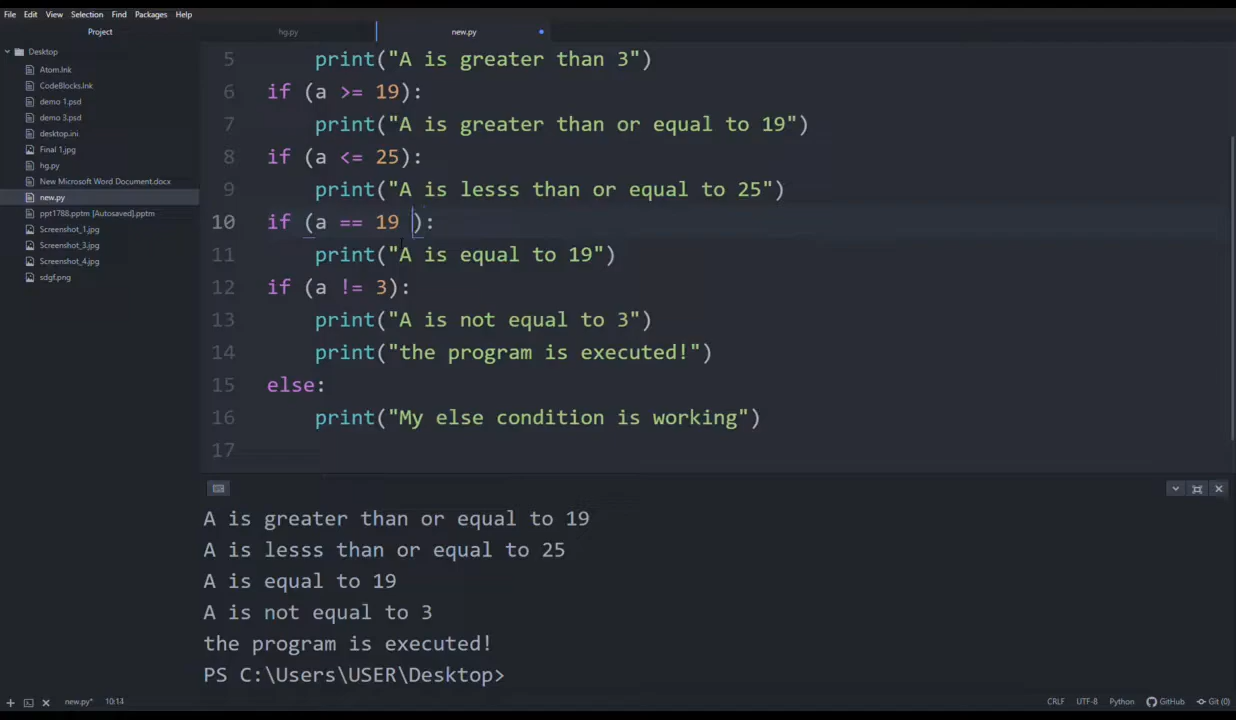 File Edit View Selection Find Packages Help
Project
hg.py
new.py
Desktop
Atom.lnk
CodeBlocks.lnk
demo 1.psd
demo 3.psd
desktop.ini
Final 1.jpg
hg.py
New Microsoft Word Document.docx
new.py
ppt1788.pptm [Autosaved].pptm
Screenshot_1.jpg
Screenshot_3.jpg
Screenshot_4.jpg
sdgf.png
5 print("A is greater than 3")
6 if (a >= 19):
7 print("A is greater than or equal to 19")
8 if (a <= 25):
9 print("A is lesss than or equal to 25")
10 if (a == 19 ):
11 print("A is equal to 19")
12 if (a != 3):
13 print("A is not equal to 3")
14 print("the program is executed!")
15 else:
16 print("My else condition is working")
17
A is greater than or equal to 19
A is lesss than or equal to 25
A is equal to 19
A is not equal to 3
the program is executed!
PS C:\Users\USER\Desktop>
new.py* 10:14 CRLF UTF-8 Python GitHub Git (0)